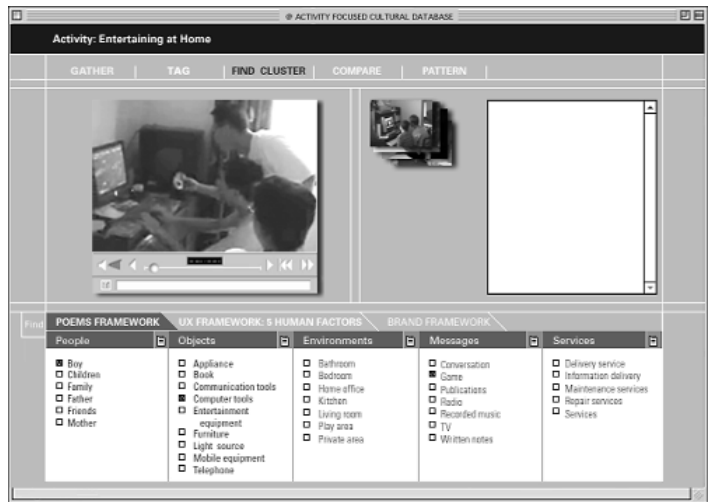 @ ACTIVITY FOCUSED CULTURAL DATABASE
Activity: Entertaining at Home
GATHER
TAG
FIND CLUSTER
COMPARE
PATTERN
Find
POEMS FRAMEWORK
UX FRAMEWORK: 5 HUMAN FACTORS
BRAND FRAMEWORK
People
Boy
Children
Family
Father
Friends
Mother
Objects
Appliance
Book
Communication tools
Computer tools
Entertainment
equipment
Furniture
Light source
Mobile equipment
Telephone
Environments
Bathroom
Bedroom
Home office
Kitchen
Living room
Play area
Private area
Messages
Conversation
Game
Publications
Radio
Recorded music
TV
Written notes
Services
Delivery service
Information delivery
Maintenance services
Repair services
Services